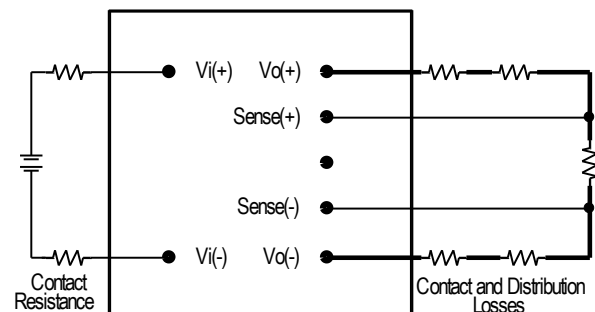 Vi(+) Vo(+)
Sense(+)
Sense(-)
Vi(-) Vo(-)
Contact
Resistance
Contact and Distribution
Losses